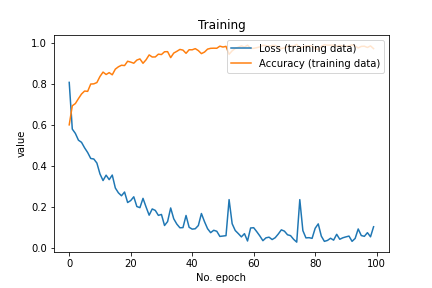 Training
Loss (training data)
Accuracy (training data)
value
1.0
0.8
0.6
0.4
0.2
0.0
0 20 40 60 80 100
No. epoch